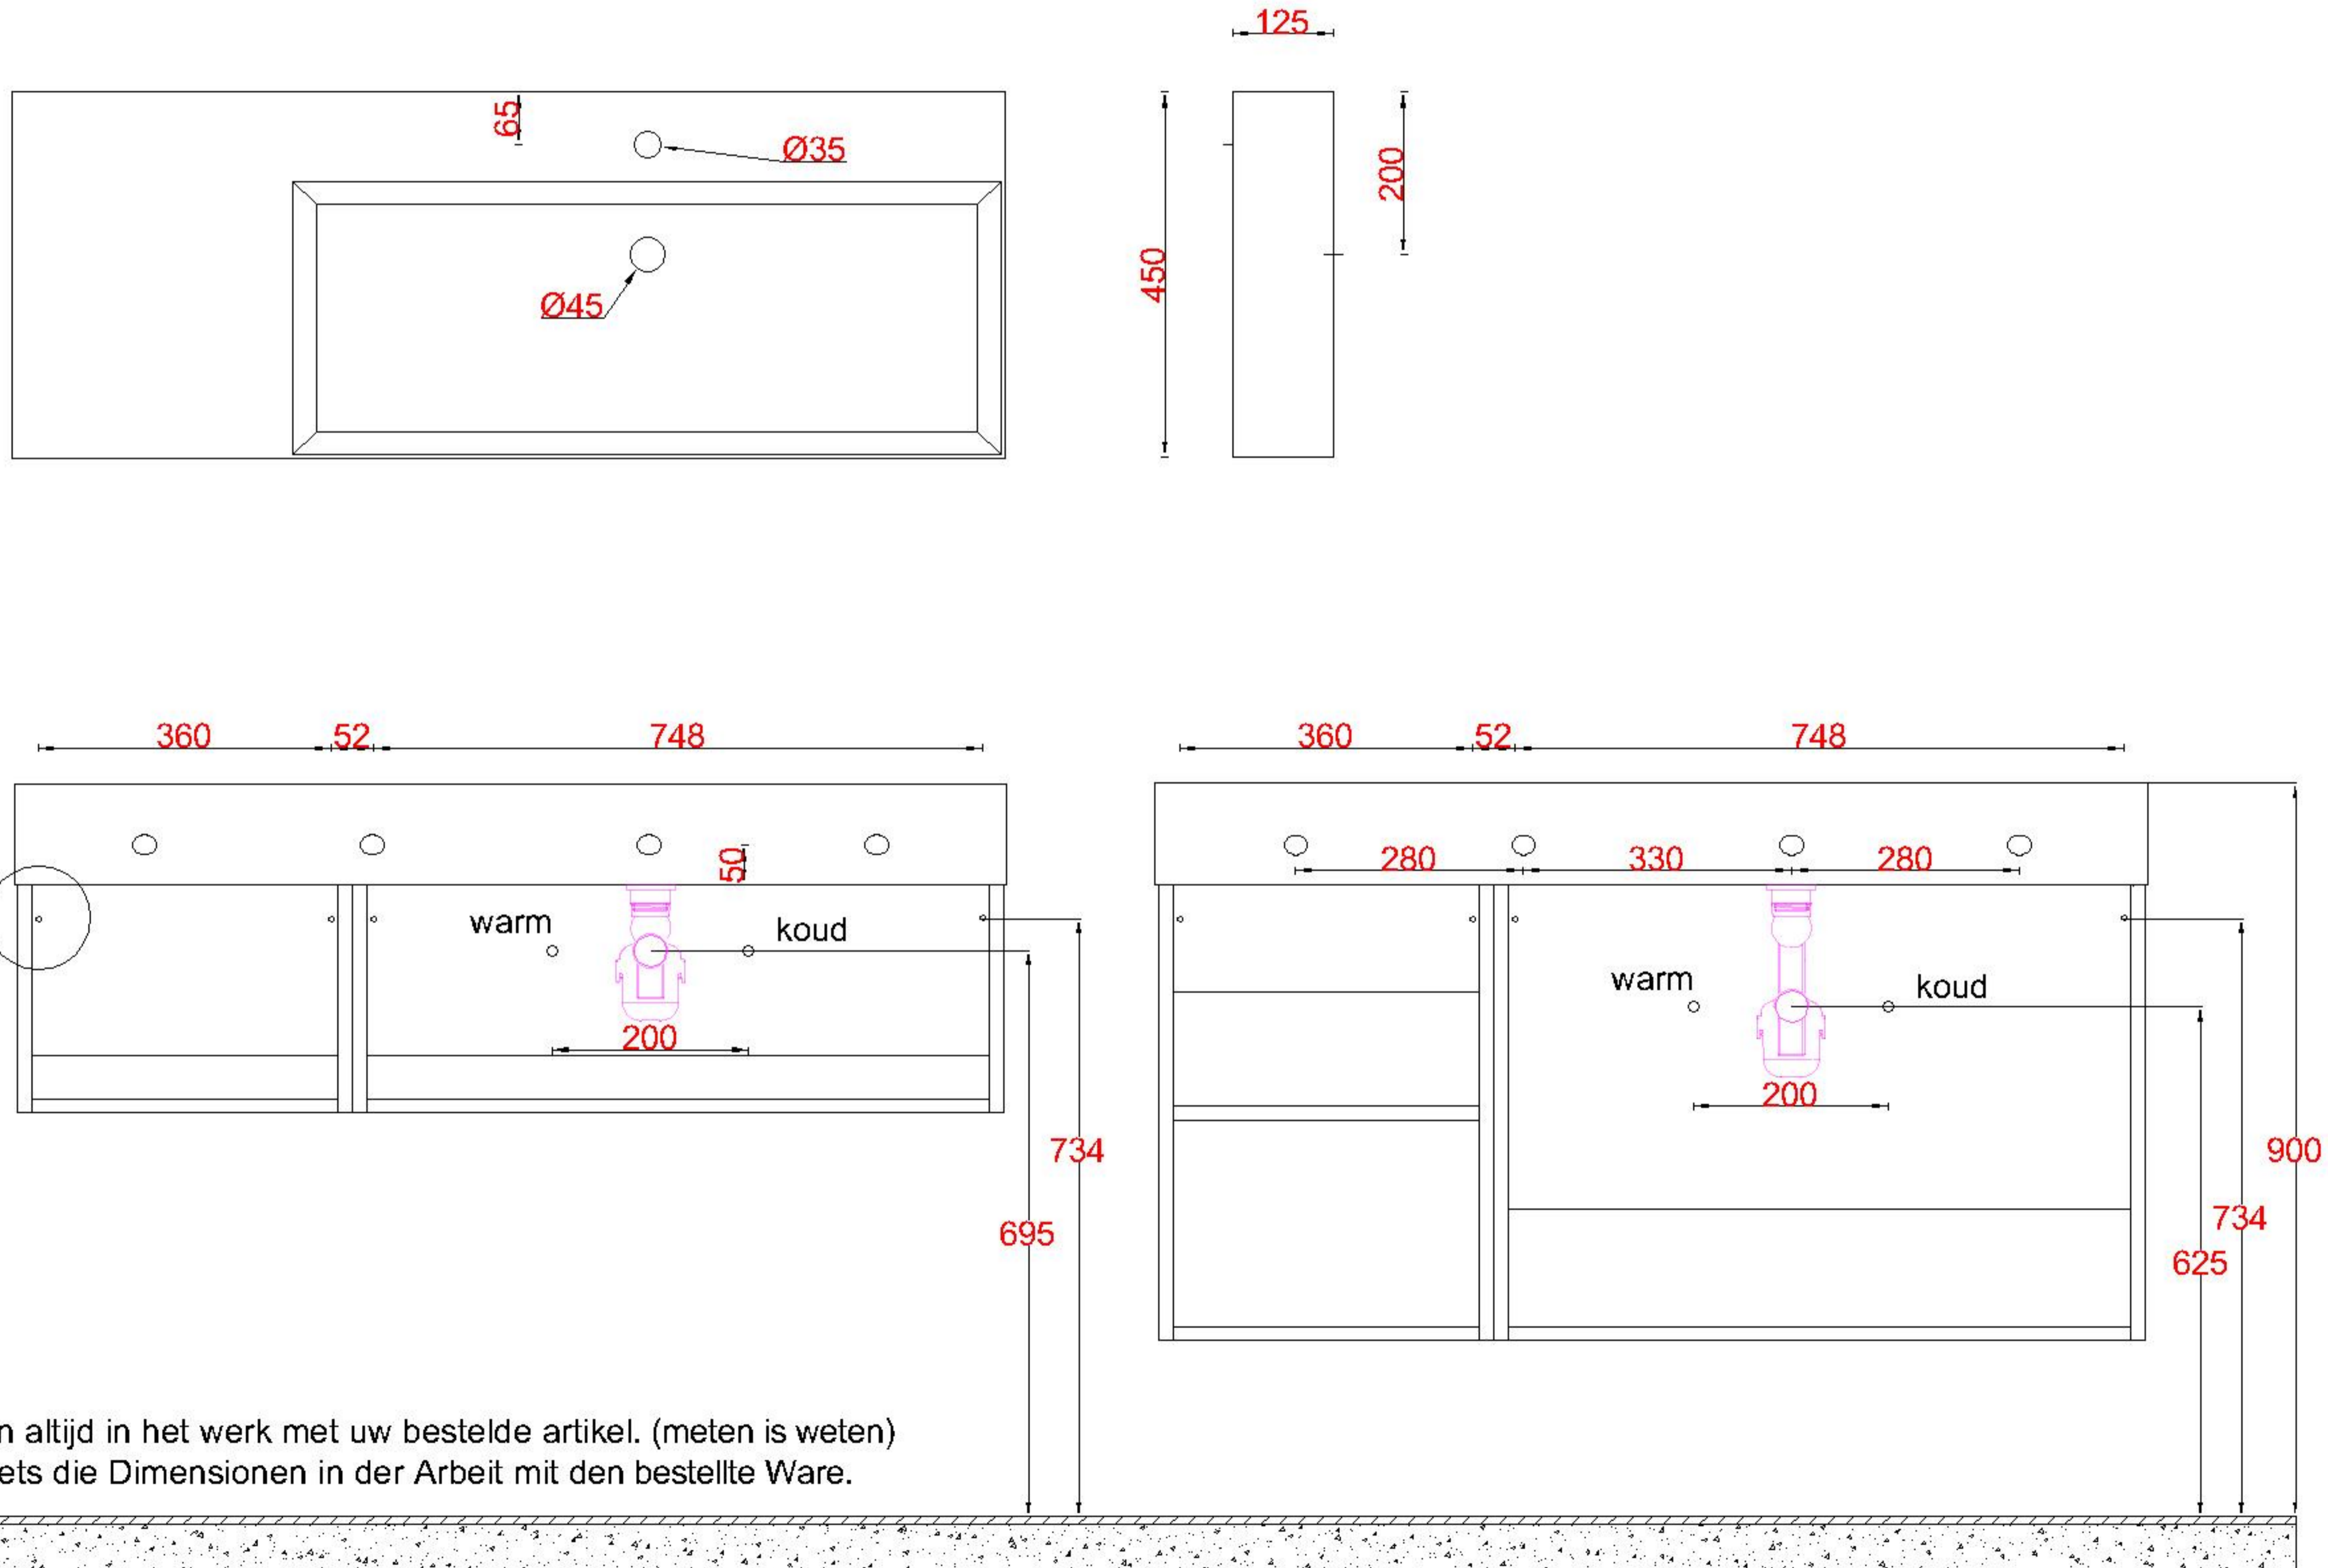 125
65
Ø35
200
450
Ø45
360 52 748
360 52 748
50
280 330 280
warm
koud
warm
koud
200
200
734
900
734
695
625
altijd in het werk met uw bestelde artikel. (meten is weten)
die Dimensionen in der Arbeit mit den bestellte Ware.